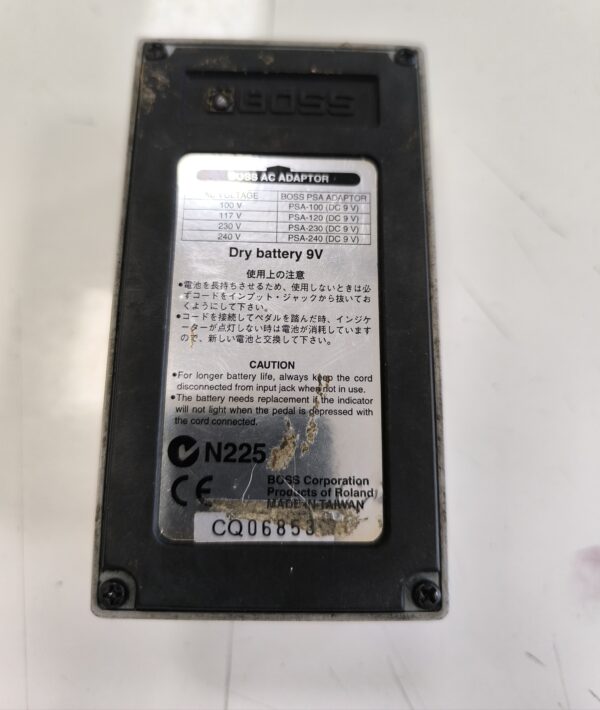 BOSS
BOSS AC ADAPTOR
VOLTAGE BOSS PSA ADAPTOR
100 V PSA-100 (DC 9 V)
117 V PSA-120 (DC 9 V)
230 V PSA-230 (DC 9 V)
240 V PSA-240 (DC 9 V)
Dry battery 9V
使用上の注意
●電池を長持ちさせるため、使用しないときは必
ずコードをインプット・ジャックから抜いてお
くようにして下さい。
●コードを接続してペダルを踏んだ時、インジケ
ーターが点灯しない時は電池が消耗しています
ので、新しい電池と交換して下さい。
CAUTION
●For longer battery life, always keep the cord
disconnected from input jack when not in use.
●The battery needs replacement if the indicator
will not light when the pedal is depressed with
the cord connected.
N225
CE
BOSS Corporation
Products of Roland
MADE IN TAIWAN
CQ06853